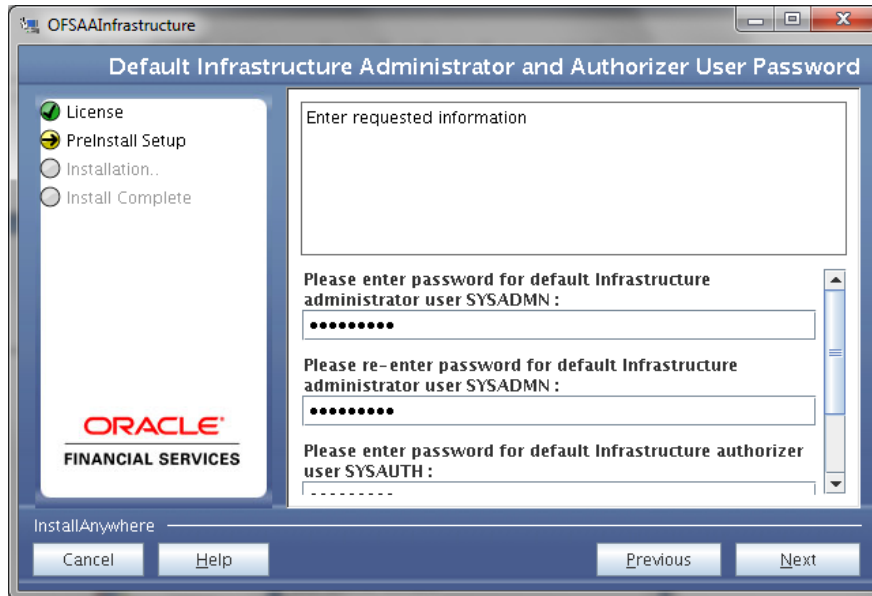 OFSAAInfrastructure
Default Infrastructure Administrator and Authorizer User Password
License
PreInstall Setup
Installation..
Install Complete
ORACLE
FINANCIAL SERVICES
Enter requested information
Please enter password for default Infrastructure
administrator user SYSADMN :
•••••••••
Please re-enter password for default Infrastructure
administrator user SYSADMN :
•••••••••
Please enter password for default Infrastructure authorizer
user SYSAUTH :
InstallAnywhere
Cancel
Help
Previous
Next